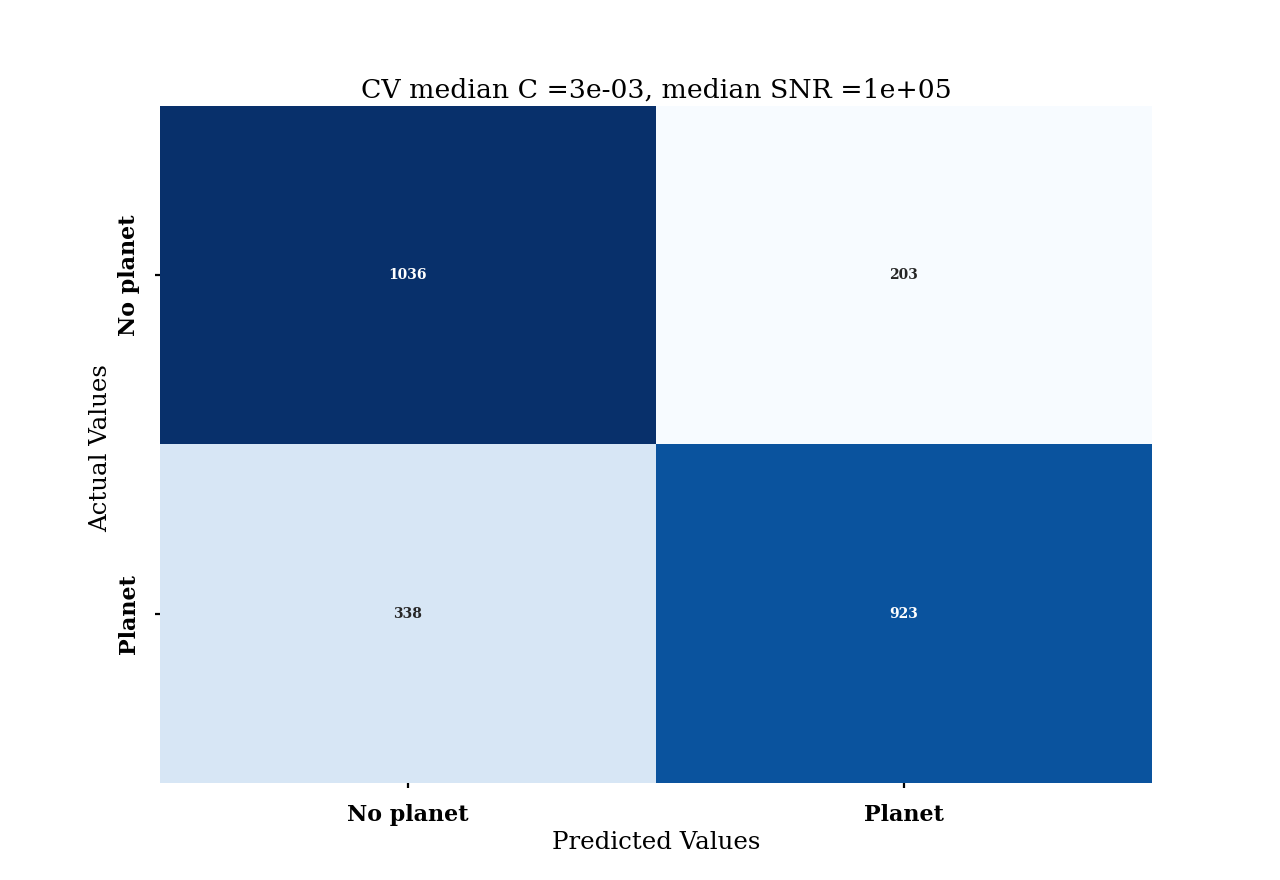 CV median C =3e-03, median SNR =1e+05
No planet
1036
203
Actual Values
Planet
338
923
No planet
Planet
Predicted Values